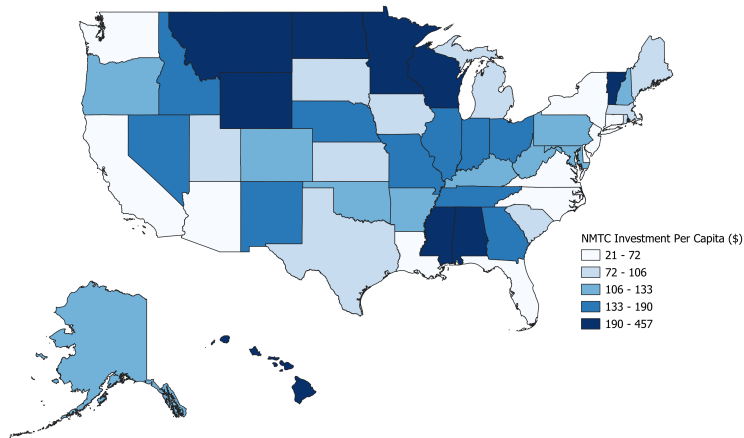 NMTC Investment Per Capita ($)
21 - 72
72 - 106
106 - 133
133 - 190
190 - 457